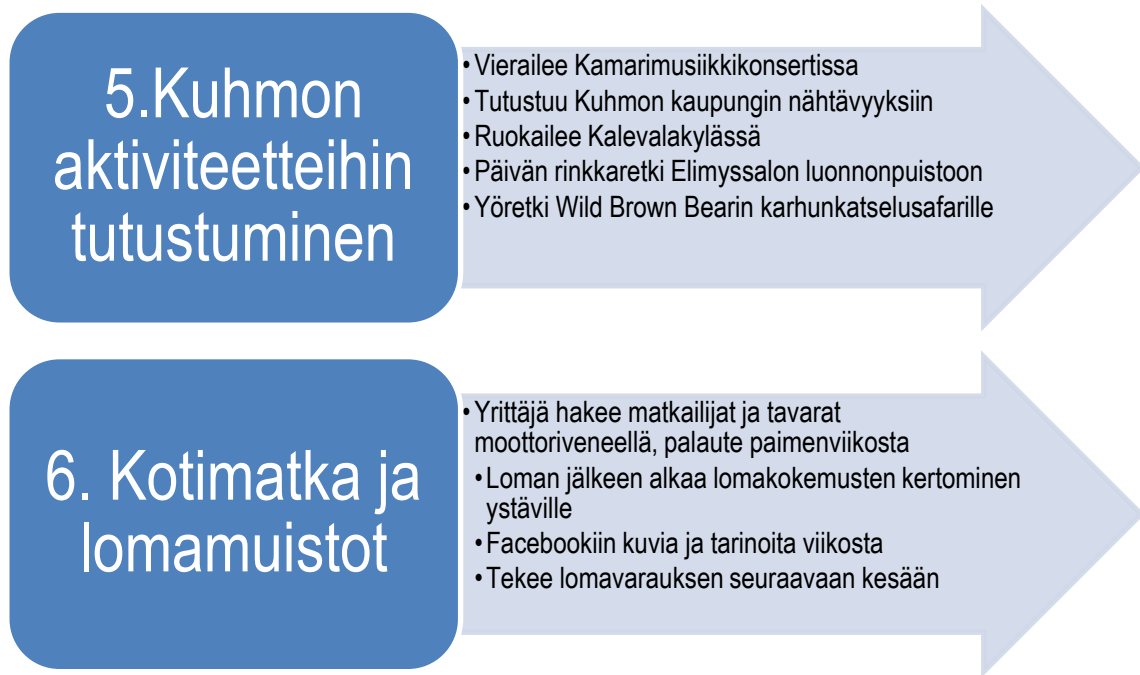 5.Kuhmon
aktiviteetteihin
tutustuminen
• Vierailee Kamarimusiikkikonsertissa
• Tutustuu Kuhmon kaupungin nähtävyyksiin
• Ruokailee Kalevalakylässä
• Päivän rinkkaretki Elimyssalon luonnonpuistoon
• Yöretki Wild Brown Bearin karhunkatselusafarille
6. Kotimatka ja
lomamuistot
• Yrittäjä hakee matkailijat ja tavarat
moottoriveneellä, palaute paimenviikosta
• Loman jälkeen alkaa lomakokemusten kertominen
ystäville
• Facebookiin kuvia ja tarinoita viikosta
• Tekee lomavarauksen seuraavaan kesään